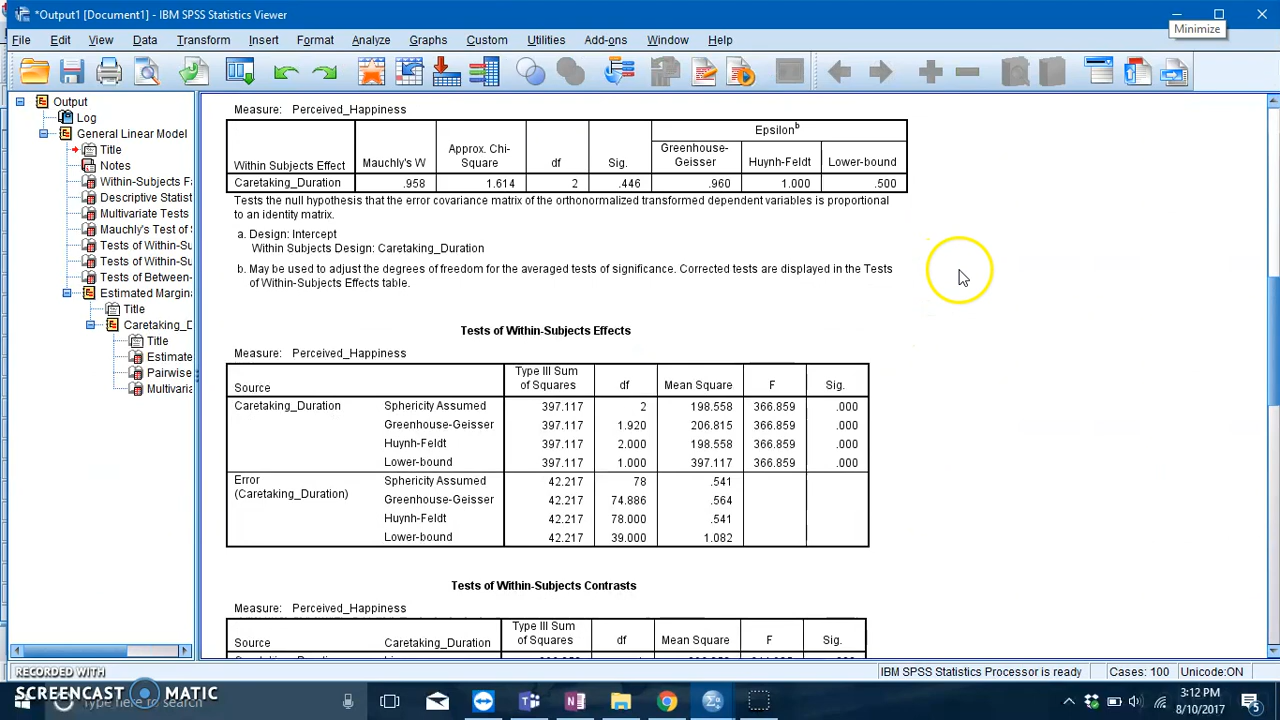 *Output1 [Document1] - IBM SPSS Statistics Viewer
Minimize
File Edit View Data Transform Insert Format Analyze Graphs Custom Utilities Add-ons Window Help
Output
Log
General Linear Model
Title
Notes
Within-Subjects F
Descriptive Statist
Multivariate Tests
Mauchly's Test of
Tests of Within-Su
Tests of Within-Su
Tests of Between-
Estimated Margina
Title
Caretaking_D
Title
Estimate
Pairwise
Multivaria
Measure: Perceived_Happiness
Epsilonb
Within Subjects Effect Mauchly's W Approx. Chi-Square df Sig. Greenhouse-Geisser Huynh-Feldt Lower-bound
Caretaking_Duration .958 1.614 2 .446 .960 1.000 .500
Tests the null hypothesis that the error covariance matrix of the orthonormalized transformed dependent variables is proportional
to an identity matrix.
a. Design: Intercept
Within Subjects Design: Caretaking_Duration
b. May be used to adjust the degrees of freedom for the averaged tests of significance. Corrected tests are displayed in the Tests
of Within-Subjects Effects table.
Tests of Within-Subjects Effects
Measure: Perceived_Happiness
Source Type III Sum of Squares df Mean Square F Sig.
Caretaking_Duration Sphericity Assumed 397.117 2 198.558 366.859 .000
Greenhouse-Geisser 397.117 1.920 206.815 366.859 .000
Huynh-Feldt 397.117 2.000 198.558 366.859 .000
Lower-bound 397.117 1.000 397.117 366.859 .000
Error (Caretaking_Duration) Sphericity Assumed 42.217 78 .541
Greenhouse-Geisser 42.217 74.886 .564
Huynh-Feldt 42.217 78.000 .541
Lower-bound 42.217 39.000 1.082
Tests of Within-Subjects Contrasts
Measure: Perceived_Happiness
Source Caretaking_Duration Type III Sum of Squares df Mean Square F Sig.
IBM SPSS Statistics Processor is ready Cases: 100 Unicode:ON
RECORDED WITH
SCREENCAST MATIC
here to search
3:12 PM
8/10/2017
5